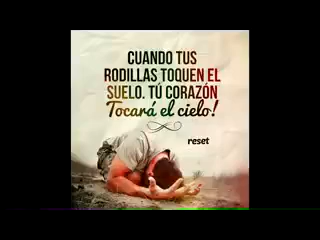 CUANDO TUS
RODILLAS TOQUEN EL
SUELO. TÚ CORAZÓN
Tocará el cielo!
reset